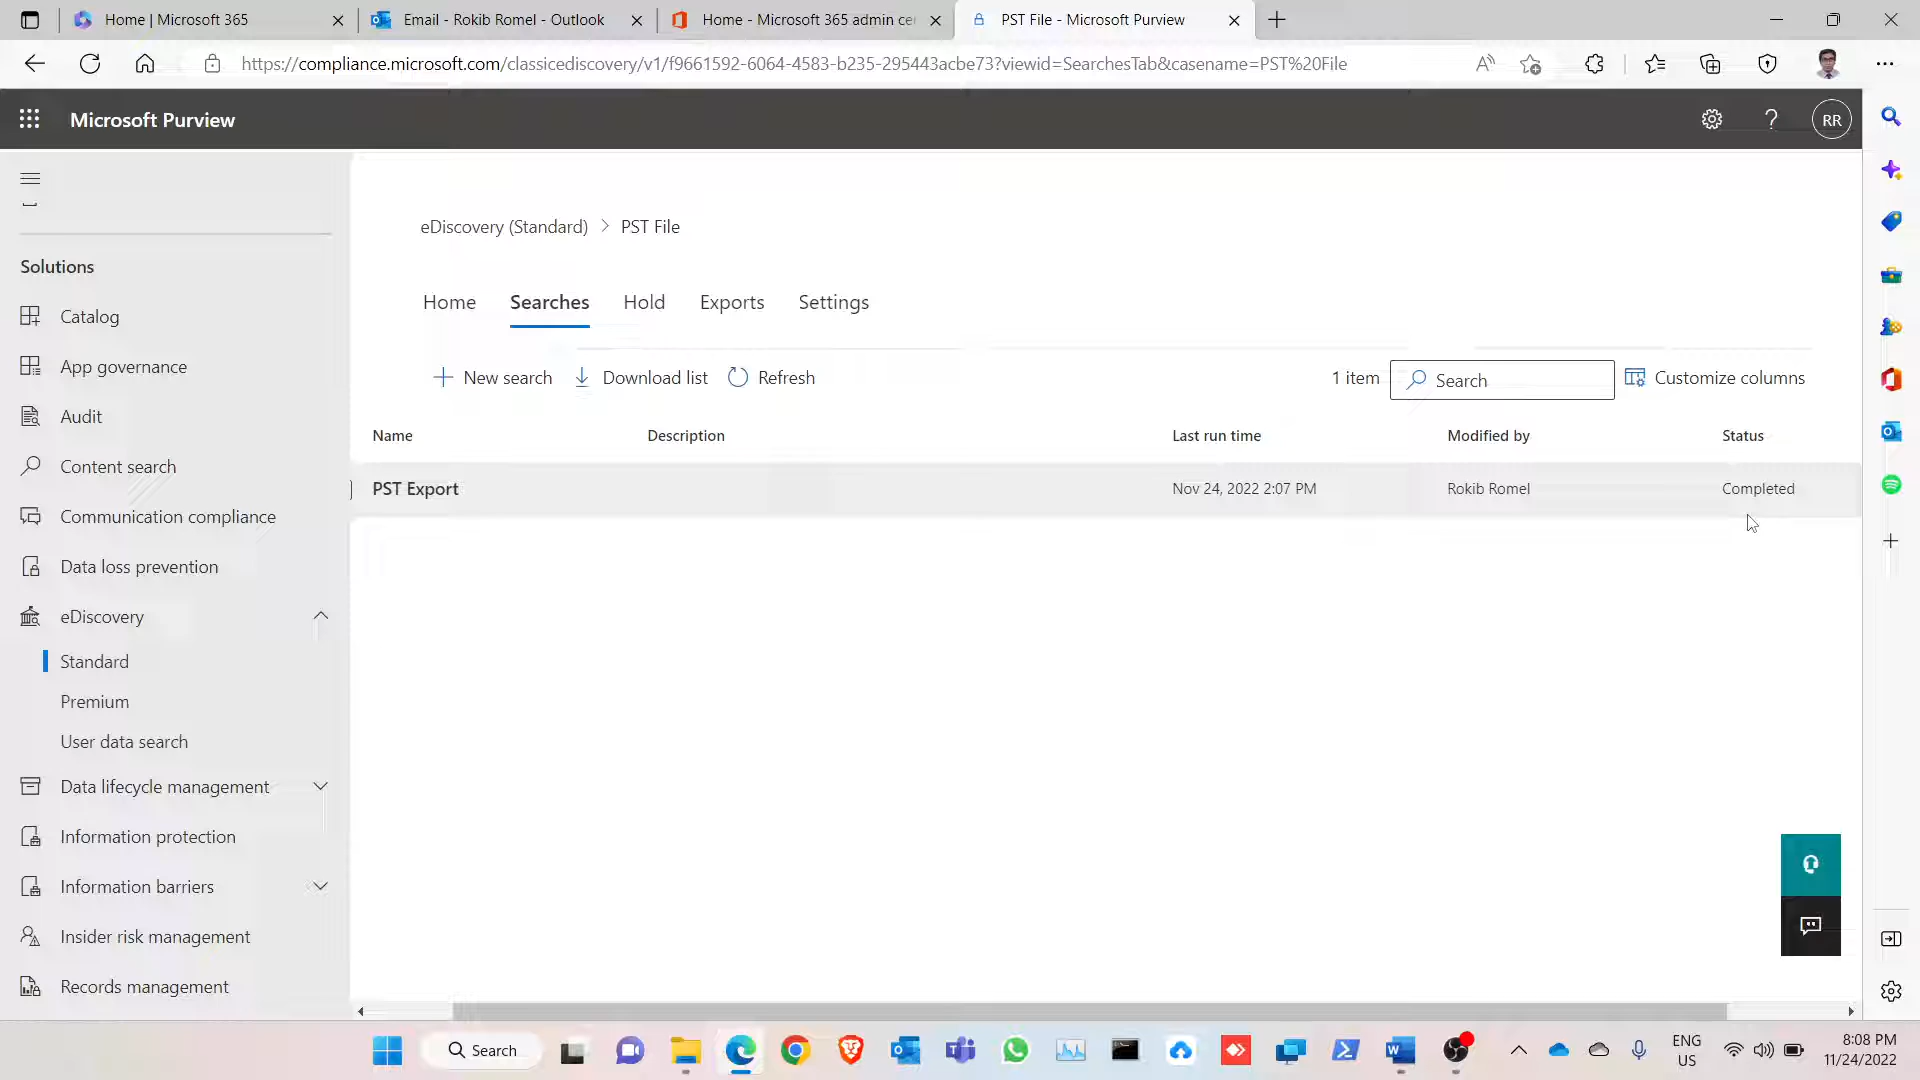 Home | Microsoft 365
Email - Rokib Romel - Outlook
Home - Microsoft 365 admin ce
PST File - Microsoft Purview
https://compliance.microsoft.com/classicediscovery/v1/f9661592-6064-4583-b235-295443acbe73?viewid=SearchesTab&casename=PST%20File
Microsoft Purview
RR
eDiscovery (Standard) > PST File
Solutions
Home
Searches
Hold
Exports
Settings
Catalog
App governance
Audit
Content search
Communication compliance
Data loss prevention
eDiscovery
Standard
Premium
User data search
Data lifecycle management
Information protection
Information barriers
Insider risk management
Records management
New search
Download list
Refresh
1 item
Search
Customize columns
Name
Description
Last run time
Modified by
Status
PST Export
Nov 24, 2022 2:07 PM
Rokib Romel
Completed
Search
ENG
US
8:08 PM
11/24/2022